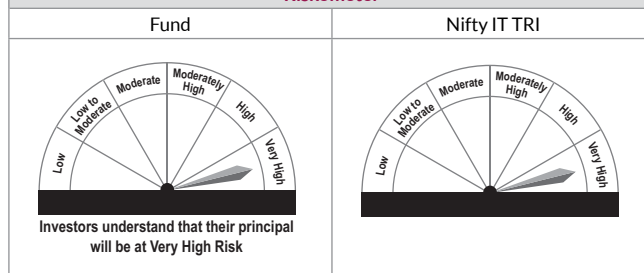 Riskometer
Fund
Nifty IT TRI
Low
Low to
Moderate
Moderate
Moderately
High
High
Very High
Investors understand that their principal
will be at Very High Risk
Low
Low to
Moderate
Moderate
Moderately
High
High
Very High